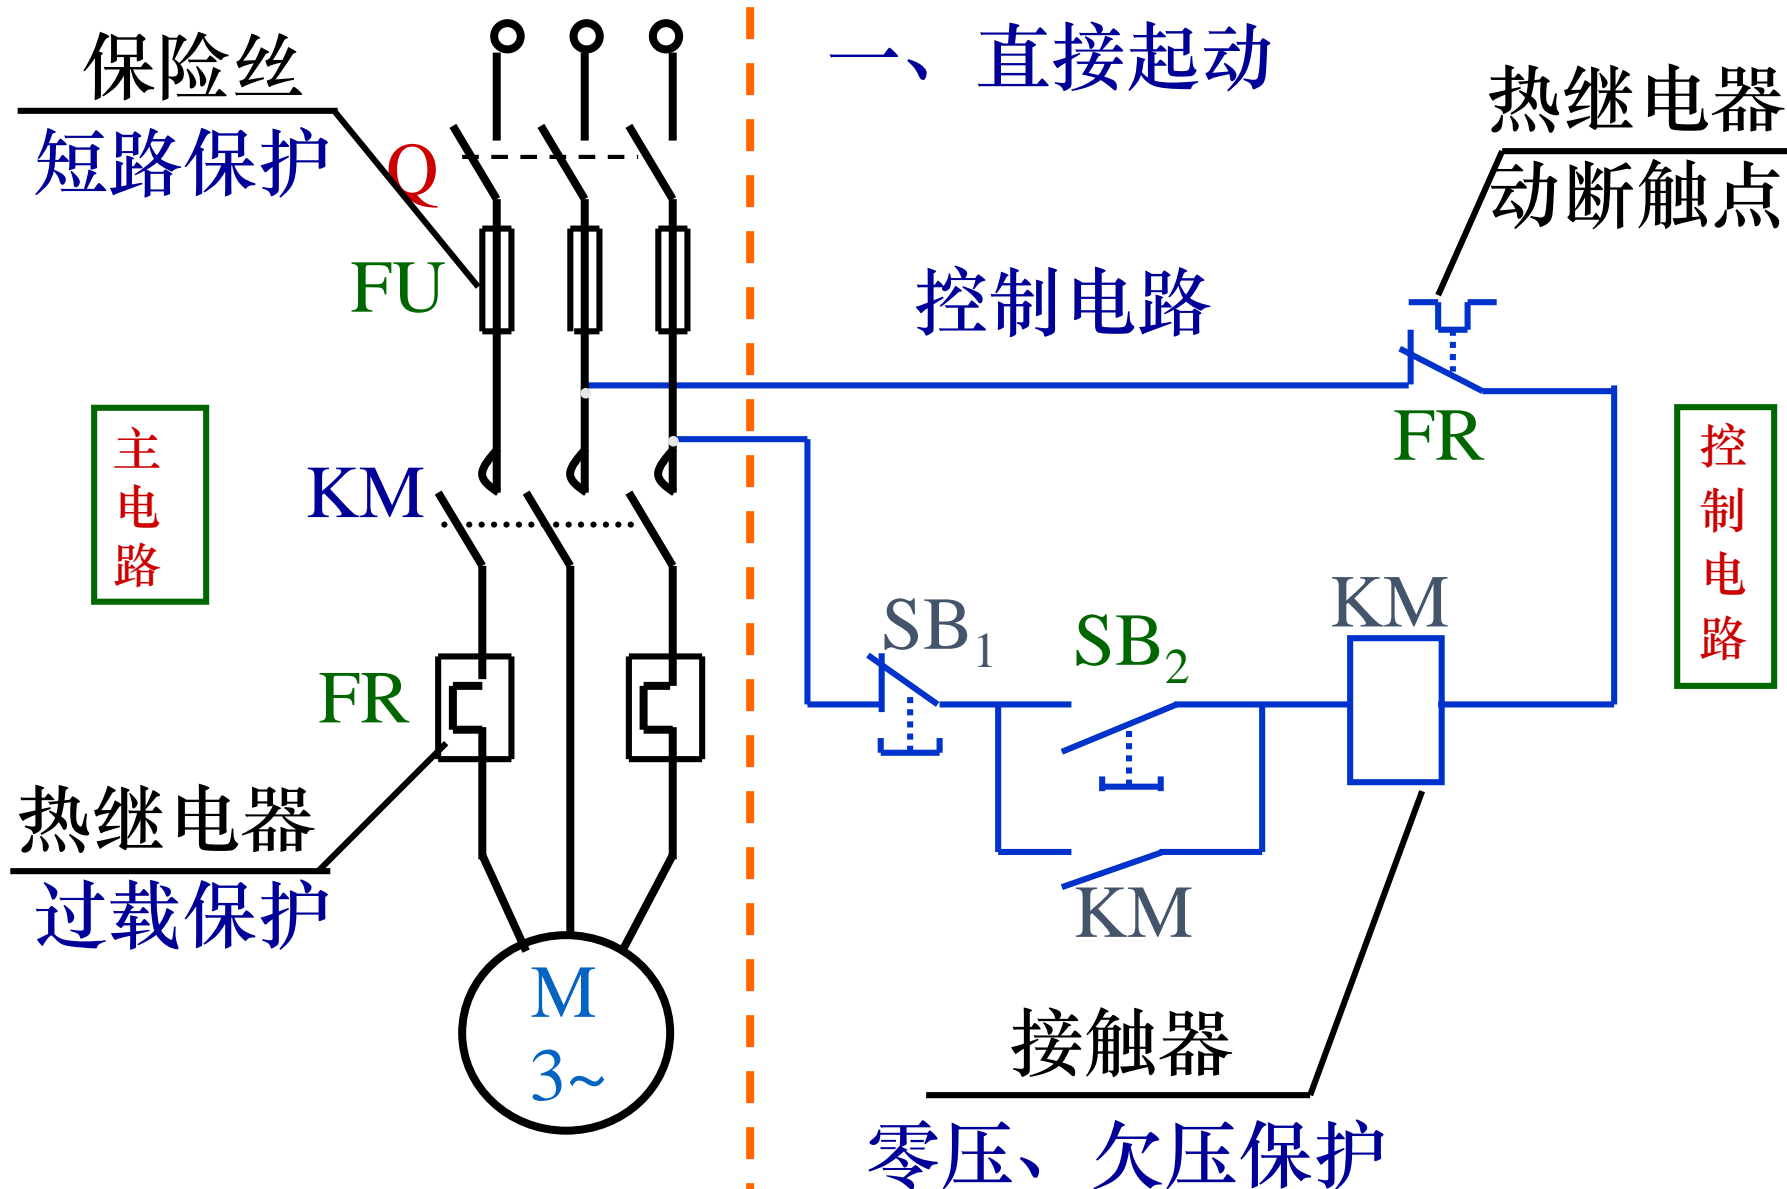 一、直接起动
保险丝
短路保护
Q
FU
热继电器
动断触点
控制电路
FR
主电路
控制电路
KM
SB1
SB2
KM
FR
热继电器
过载保护
KM
M
3~
接触器
零压、欠压保护